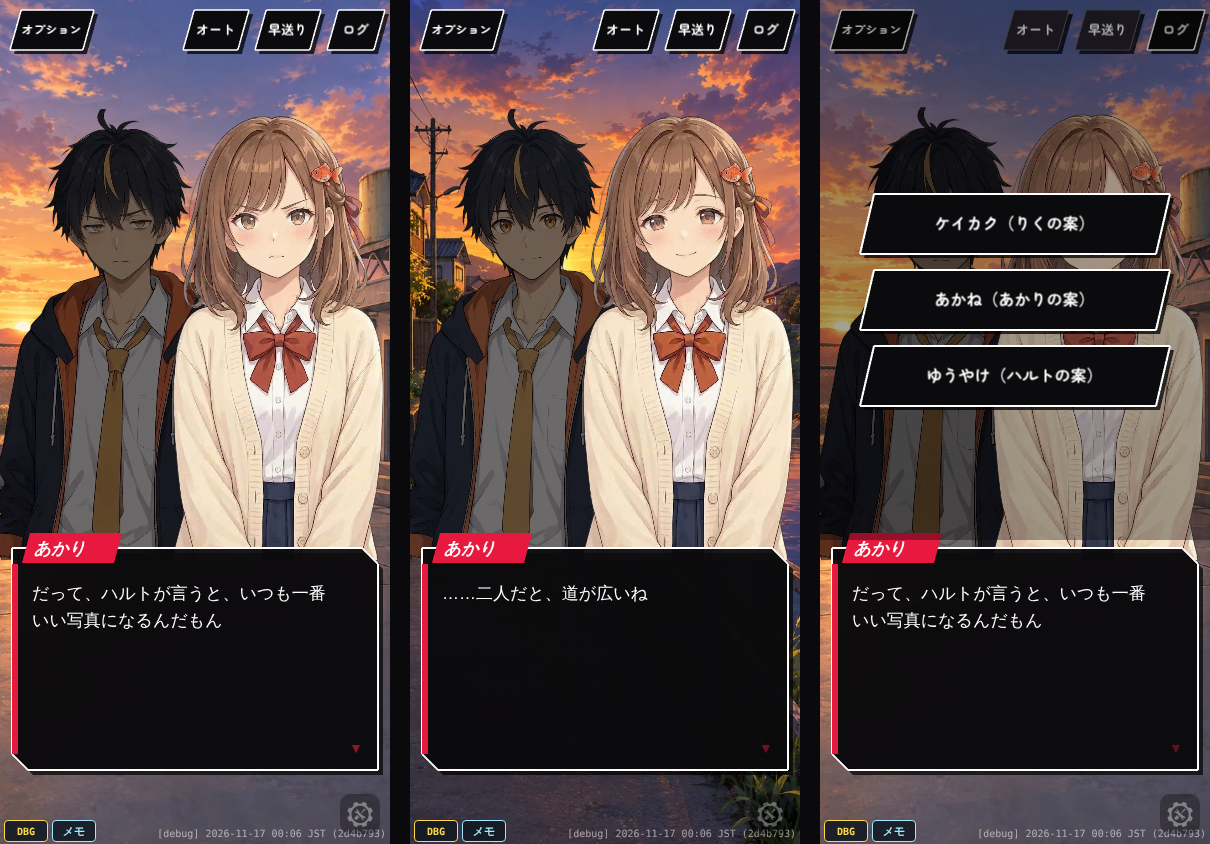 オプション
オート
早送り
ログ
あかり
だって、ハルトが言うと、いつも一番
いい写真になるんだもん
▼
DBG
メモ
[debug] 2026-11-17 00:06 JST (2d4b793)
オプション
オート
早送り
ログ
あかり
……二人だと、道が広いね
▼
DBG
メモ
[debug] 2026-11-17 00:06 JST (2d4b793)
オプション
オート
早送り
ログ
ケイカク（りくの案）
あかね（あかりの案）
ゆうやけ（ハルトの案）
あかり
だって、ハルトが言うと、いつも一番
いい写真になるんだもん
▼
DBG
メモ
[debug] 2026-11-17 00:06 JST (2d4b793)